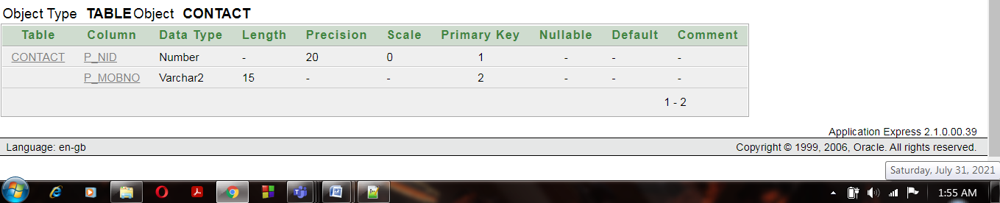 Object Type TABLE Object CONTACT
Table Column Data Type Length Precision Scale Primary Key Nullable Default Comment
CONTACT P_NID Number - 20 0 1 - - -
P_MOBNO Varchar2 15 - - 2 - - -
1 - 2
Application Express 2.1.0.00.39
Language: en-gb Copyright © 1999, 2006, Oracle. All rights reserved.
Saturday, July 31, 2021
1:55 AM